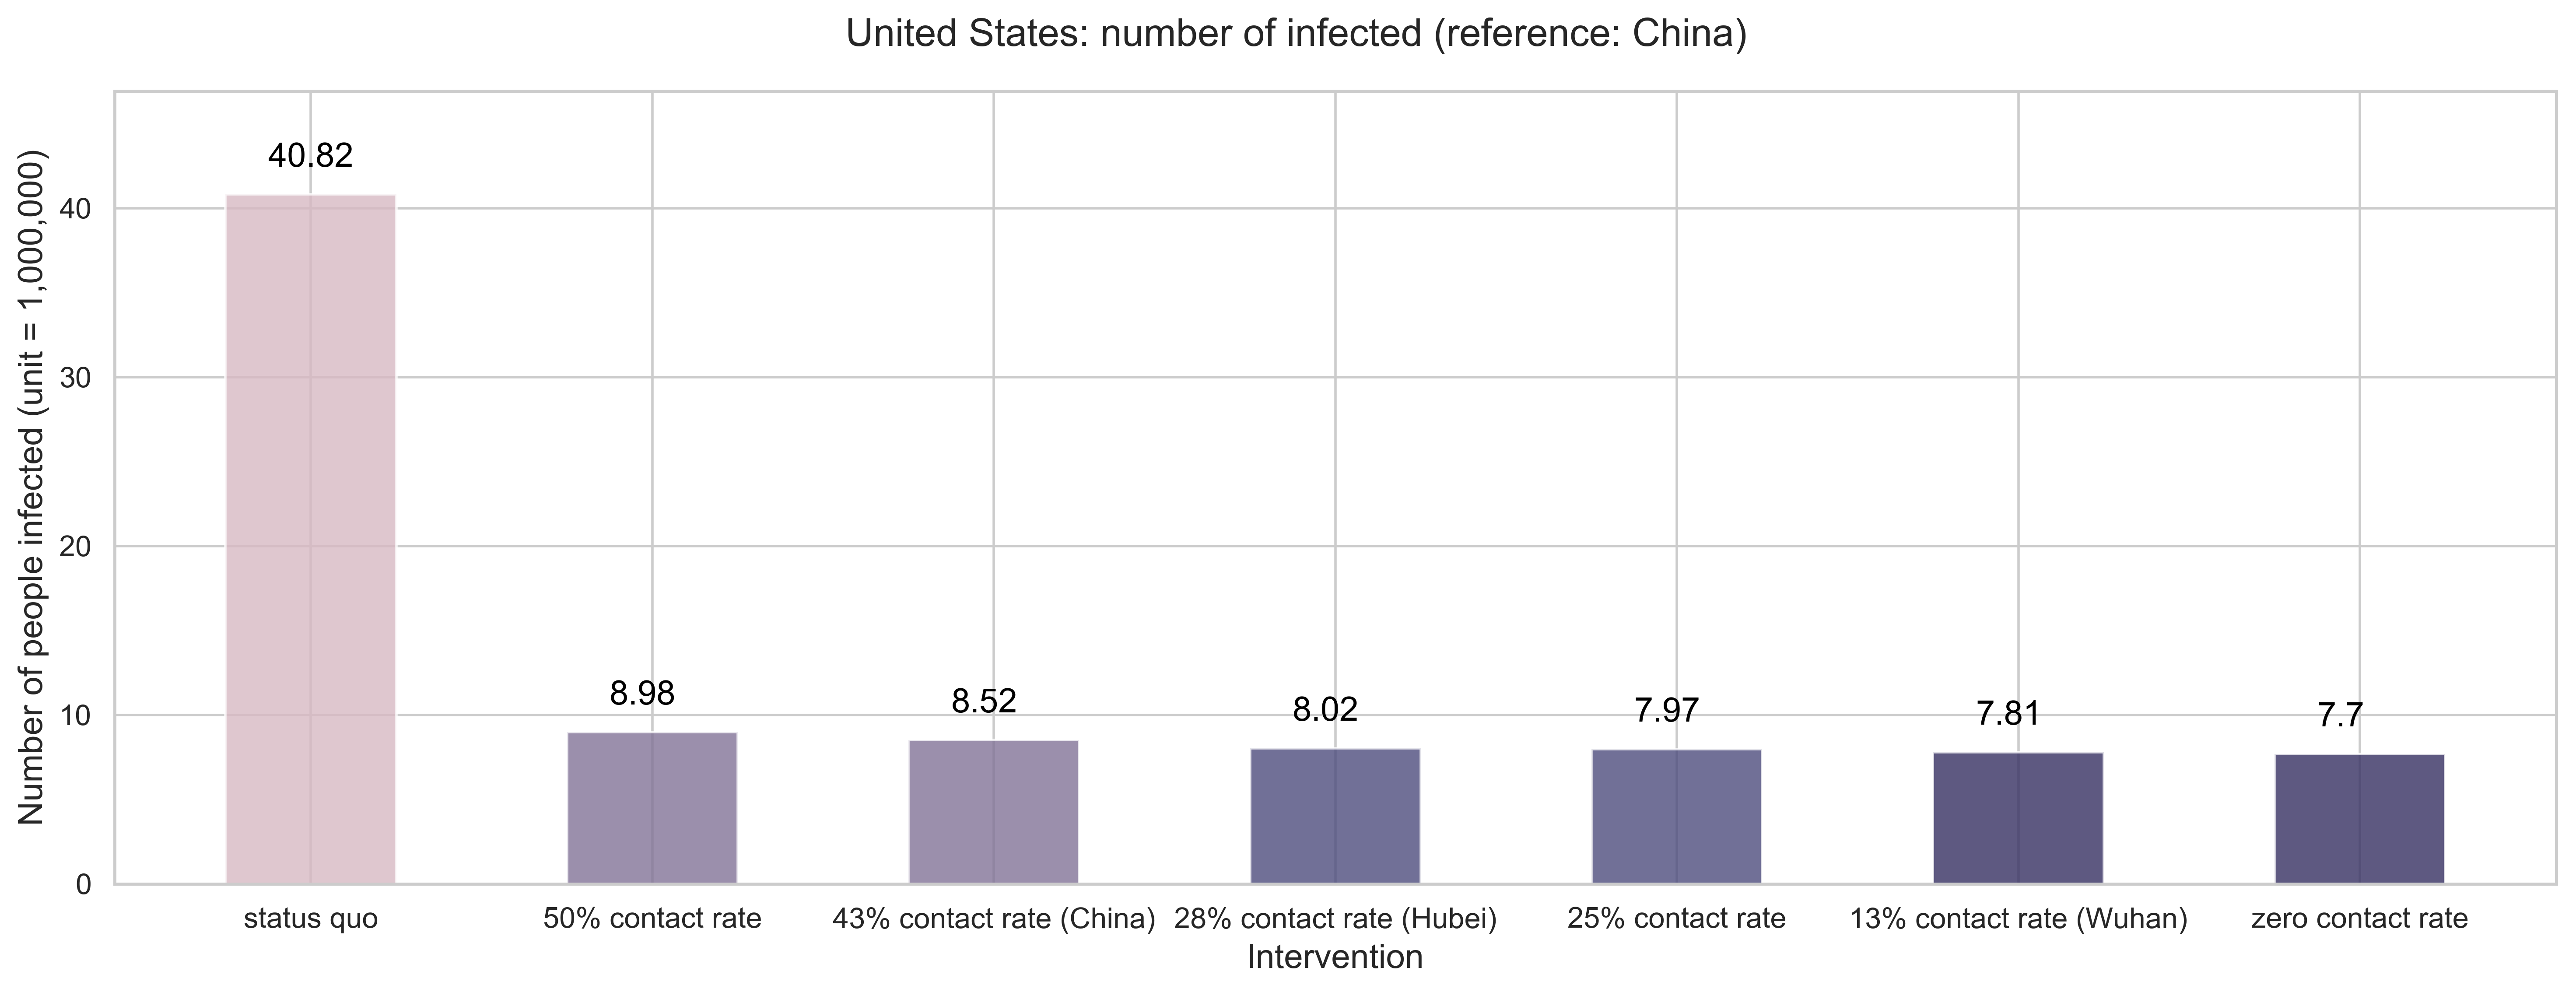 United States: number of infected (reference: China)
Number of people infected (unit = 1,000,000)
40
30
20
10
0
40.82
8.98
8.52
8.02
7.97
7.81
7.7
status quo
50% contact rate
43% contact rate (China)
28% contact rate (Hubei)
25% contact rate
13% contact rate (Wuhan)
zero contact rate
Intervention